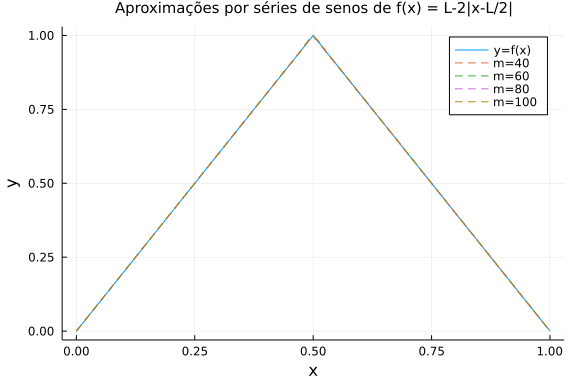 Aproximações por séries de senos de f(x) = L-2|x-L/2|
y=f(x)
m=40
m=60
m=80
m=100
1.00
0.75
0.50
0.25
0.00
y
0.00
0.25
0.50
0.75
1.00
x